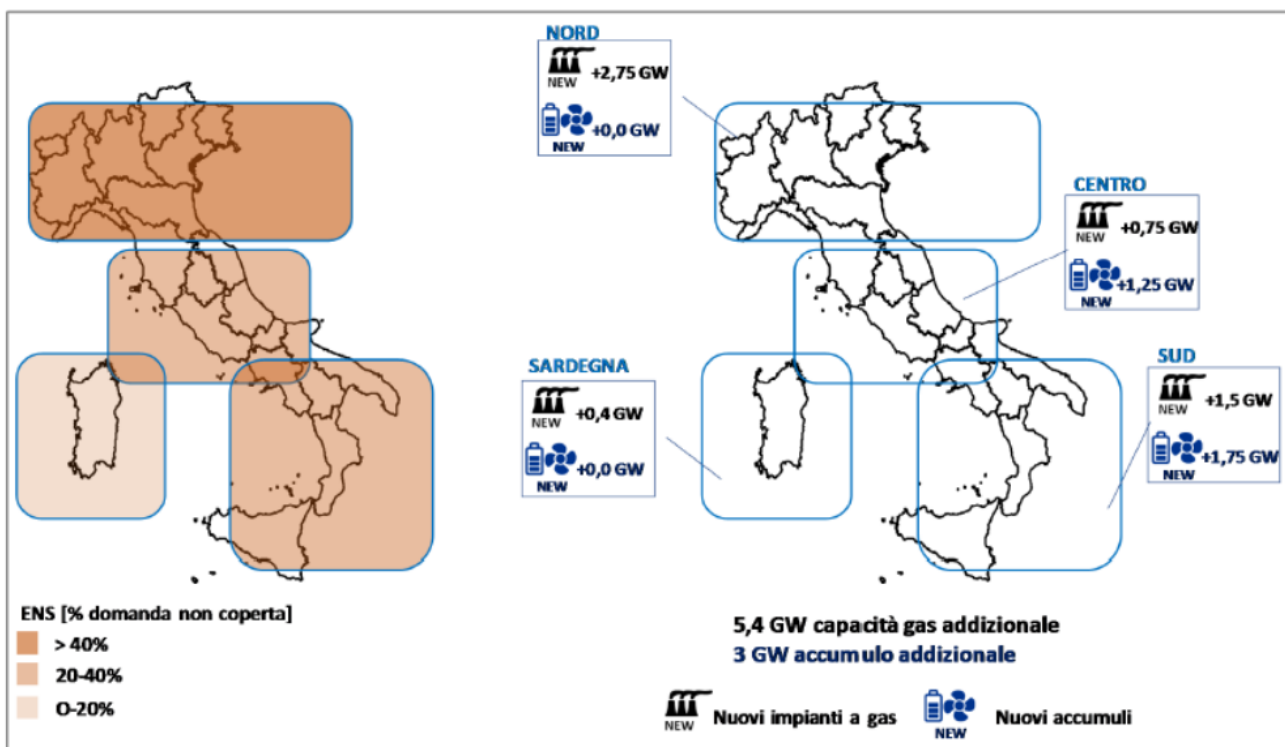 NORD
+2,75 GW
NEW
+0,0 GW
NEW
CENTRO
+0,75 GW
NEW
+1,25 GW
NEW
SARDEGNA
+0,4 GW
NEW
+0,0 GW
NEW
SUD
+1,5 GW
NEW
+1,75 GW
NEW
ENS [% domanda non coperta]
> 40%
20-40%
O-20%
5,4 GW capacità gas addizionale
3 GW accumulo addizionale
NEW Nuovi impianti a gas
NEW Nuovi accumuli